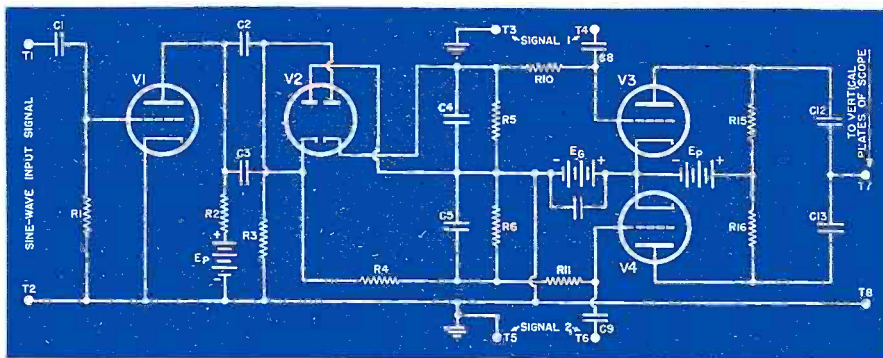 C1
T1
SINE-WAVE INPUT SIGNAL
R1
T2
V1
C2
C3
R2
EP
R3
V2
R4
C4
C5
R5
R6
R10
R11
T3
SIGNAL 1
T4
C8
EG
- +
V3
V4
EP
- +
T5
SIGNAL 2
T6
C9
R15
R16
C12
C13
TO VERTICAL
PLATES OF SCOPE
T7
T8
+
-